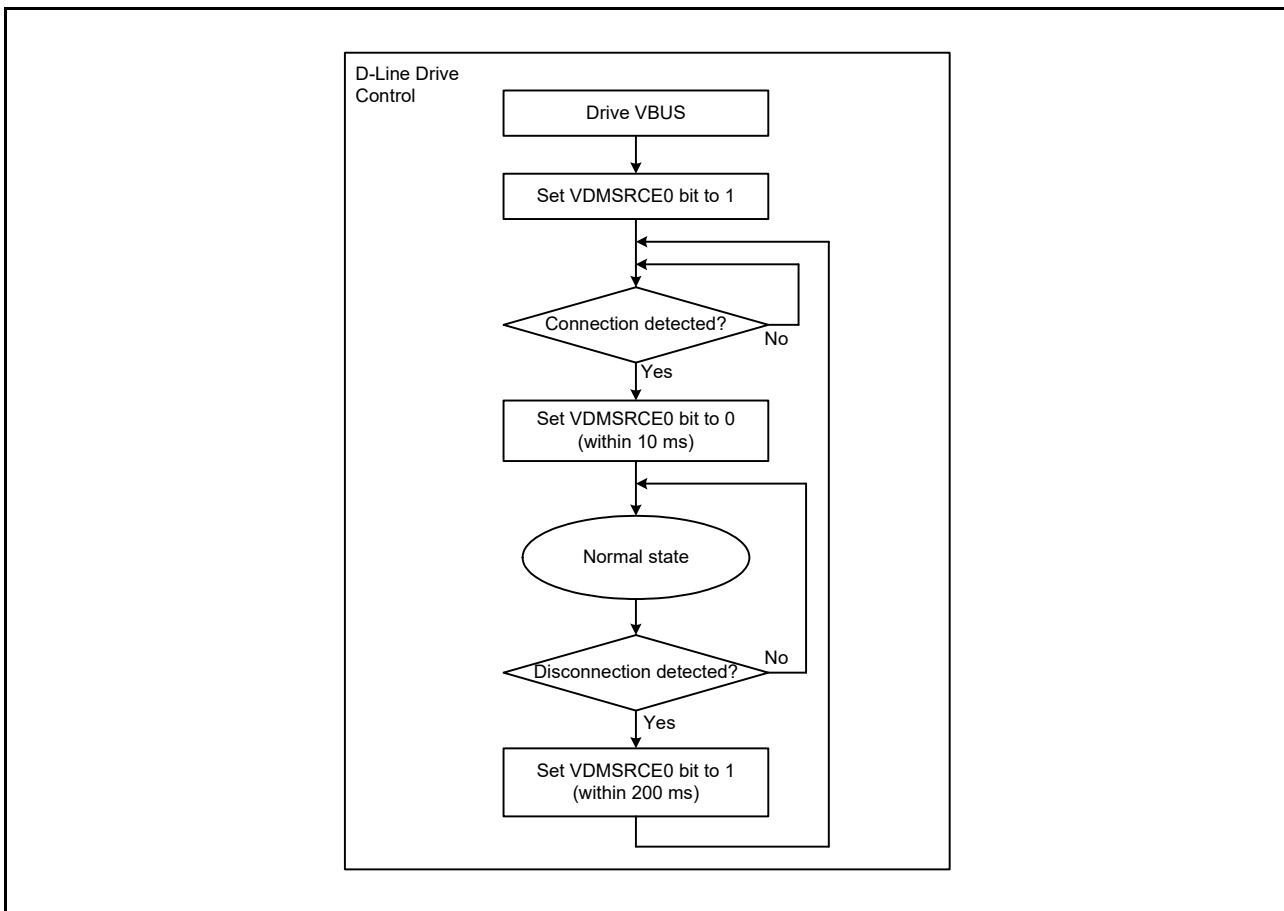 D-Line Drive
Control
Drive VBUS
Set VDMSRCE0 bit to 1
Connection detected?
No
Yes
Set VDMSRCE0 bit to 0
(within 10 ms)
Normal state
Disconnection detected?
No
Yes
Set VDMSRCE0 bit to 1
(within 200 ms)